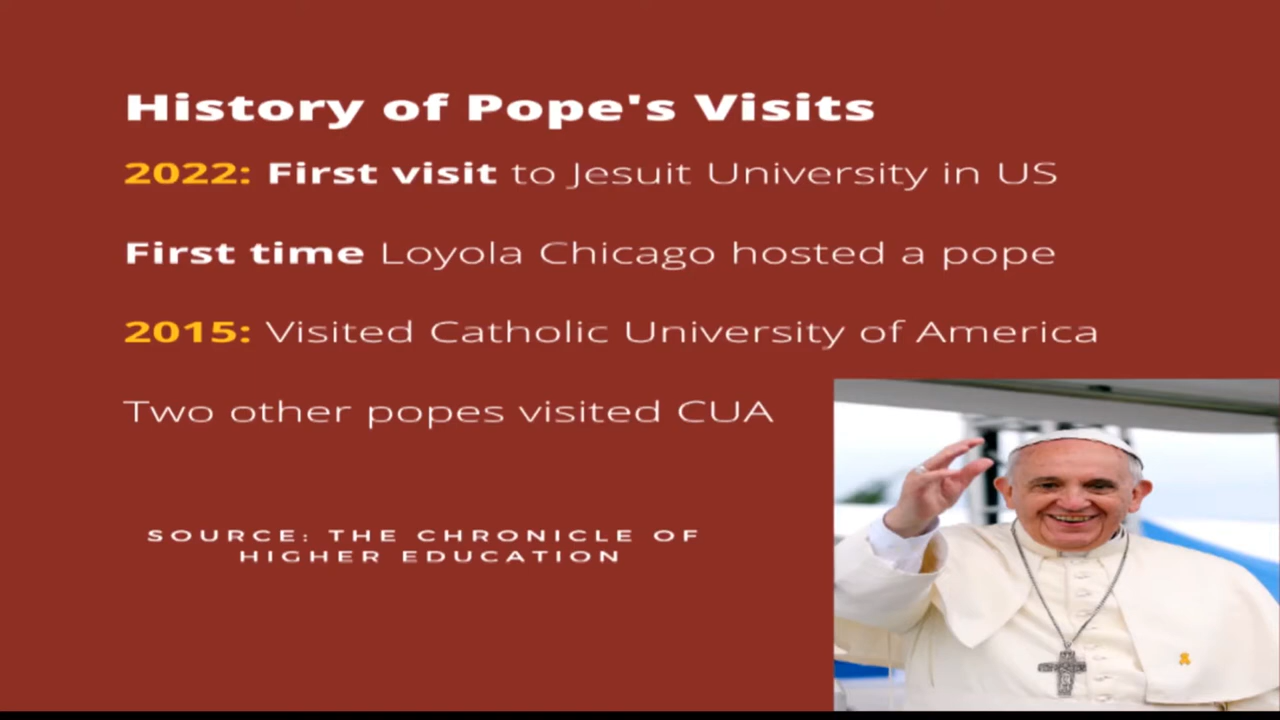 History of Pope's Visits
2022: First visit to Jesuit University in US
First time Loyola Chicago hosted a pope
2015: Visited Catholic University of America
Two other popes visited CUA
SOURCE: THE CHRONICLE OF
HIGHER EDUCATION